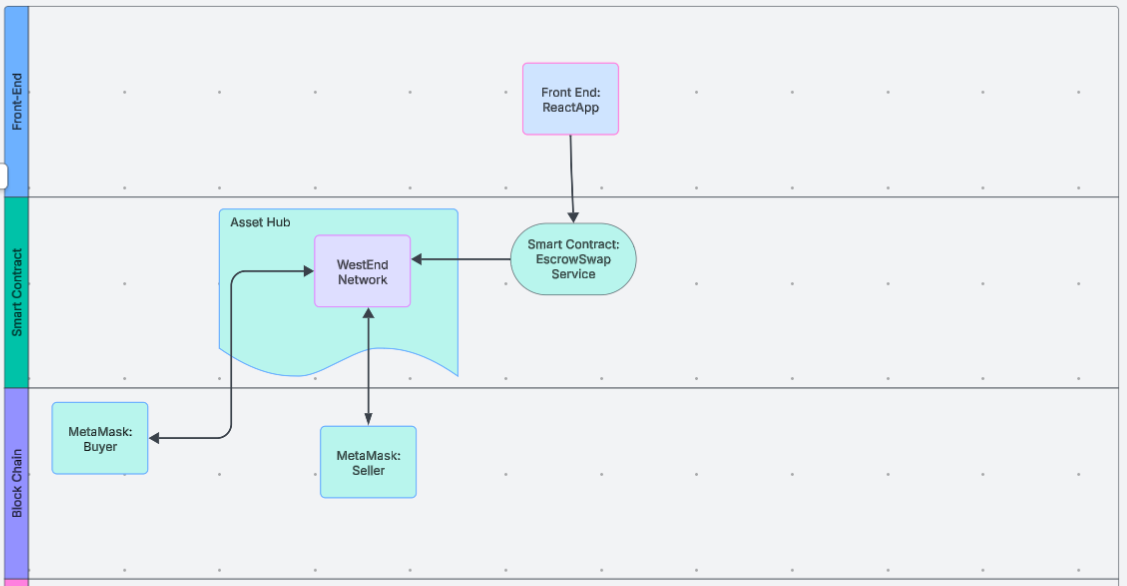 Front-End
Front End:
ReactApp
Smart Contract
Asset Hub
WestEnd
Network
Smart Contract:
EscrowSwap
Service
Block Chain
MetaMask:
Buyer
MetaMask:
Seller